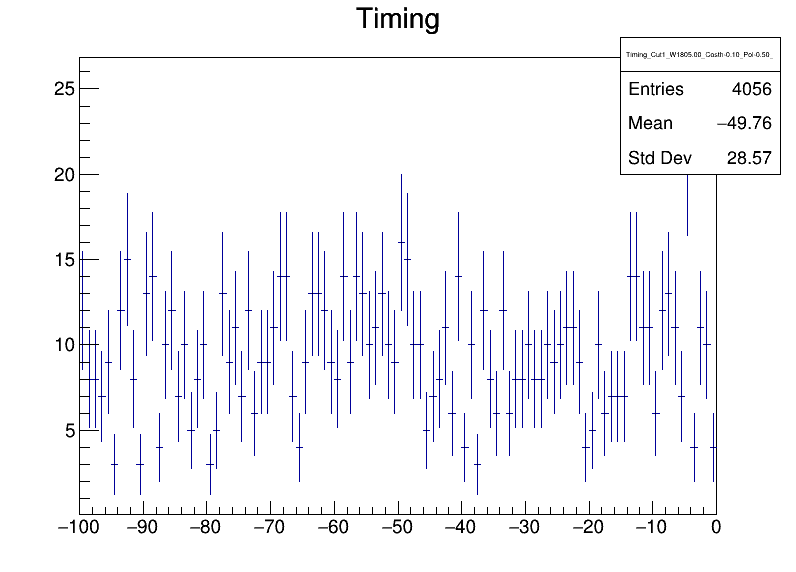 Timing
Timing_Cut1_W1805.00_Costh-0.10_Pol-0.50_
Entries 4056
Mean −49.76
Std Dev 28.57
25
20
15
10
5
−100 −90 −80 −70 −60 −50 −40 −30 −20 −10 0